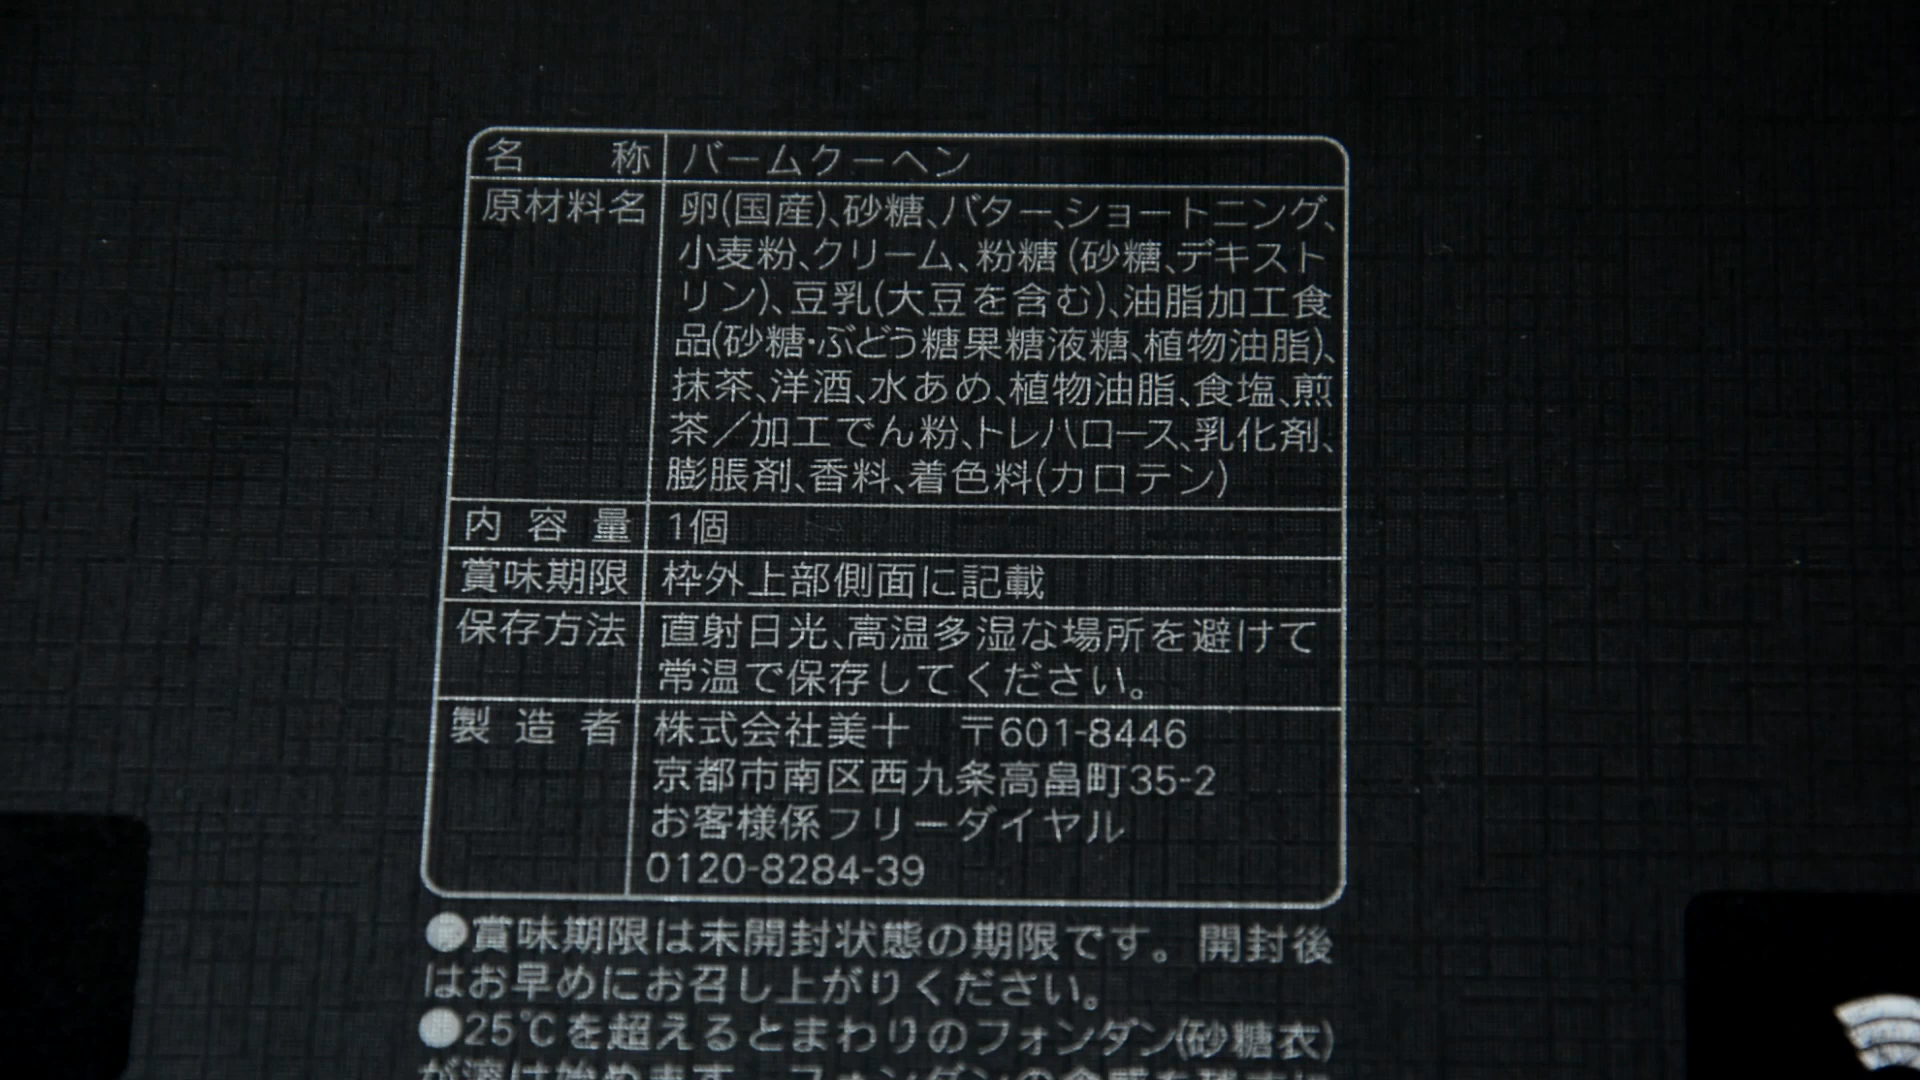 名称 バームクーヘン
原材料名 卵(国産)、砂糖、バター、ショートニング、
小麦粉、クリーム、粉糖(砂糖、デキスト
リン)、豆乳(大豆を含む)、油脂加工食
品(砂糖・ぶどう糖果糖液糖、植物油脂)、
抹茶、洋酒、水あめ、植物油脂、食塩、煎
茶／加工でん粉、トレハロース、乳化剤、
膨脹剤、香料、着色料(カロテン)
内容量 1個
賞味期限 枠外上部側面に記載
保存方法 直射日光、高温多湿な場所を避けて
常温で保存してください。
製造者 株式会社美十 〒601-8446
京都市南区西九条高畠町35-2
お客様係フリーダイヤル
0120-8284-39
●賞味期限は未開封状態の期限です。開封後
はお早めにお召し上がりください。
●25℃を超えるとまわりのフォンダン(砂糖衣)